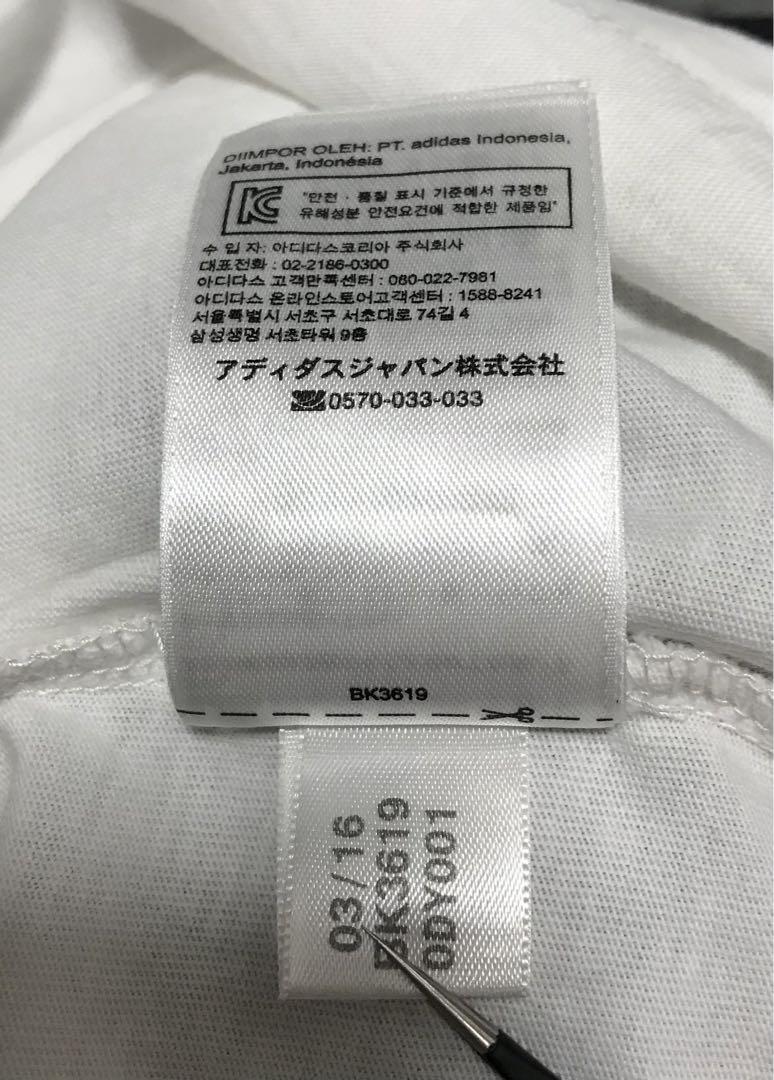 DIIMPOR OLEH: PT. adidas Indonesia,
Jakarta, Indonésia
"안전 · 품질 표시 기준에서 규정한
유해성분 안전요건에 적합한 제품임"
수 입 자: 아디다스코리아 주식회사
대표전화 : 02-2186-0300
아디다스 고객만족센터 : 080-022-7981
아디다스 온라인스토어고객센터 : 1588-8241
서울특별시 서초구 서초대로 74길 4
삼성생명 서초타워 9층
アディダスジャパン株式会社
0570-033-033
BK3619
03/16
BK3619
0DY001